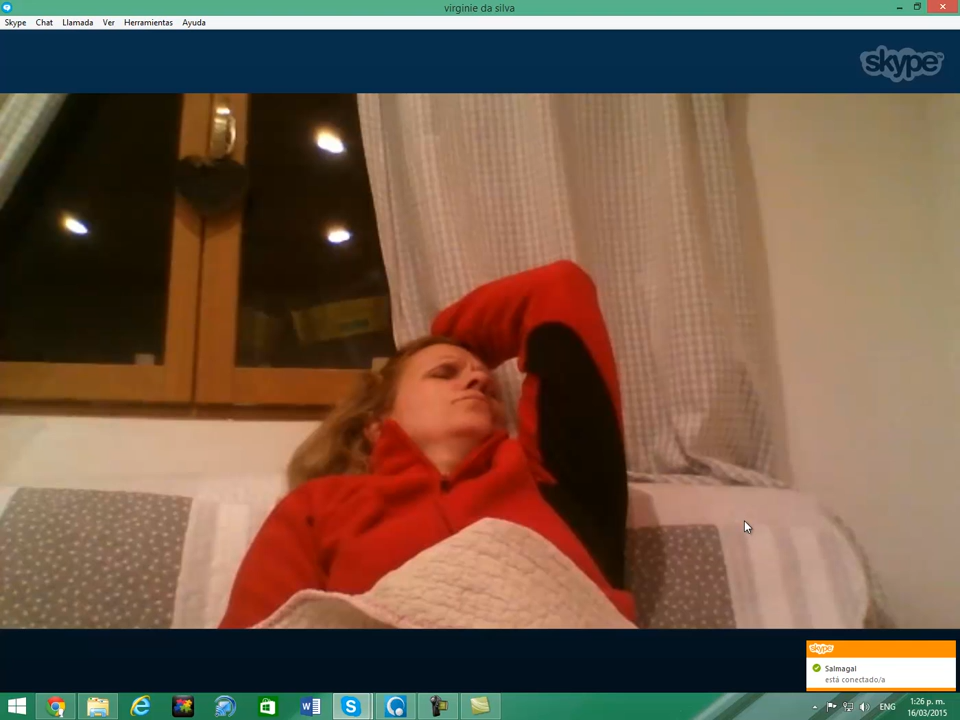 virginie da silva
Skype Chat Llamada Ver Herramientas Ayuda
skype
skype
Salmagal
está conectado/a
ENG
1:26 p. m.
16/03/2015